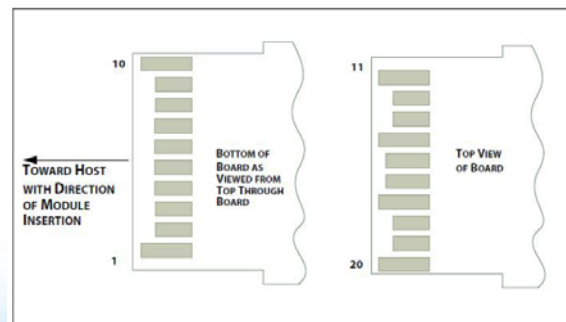 10
TOWARD HOST
WITH DIRECTION
OF MODULE
INSERTION
1
BOTTOM OF
BOARD AS
VIEWED FROM
TOP THROUGH
BOARD
11
TOP VIEW
OF BOARD
20